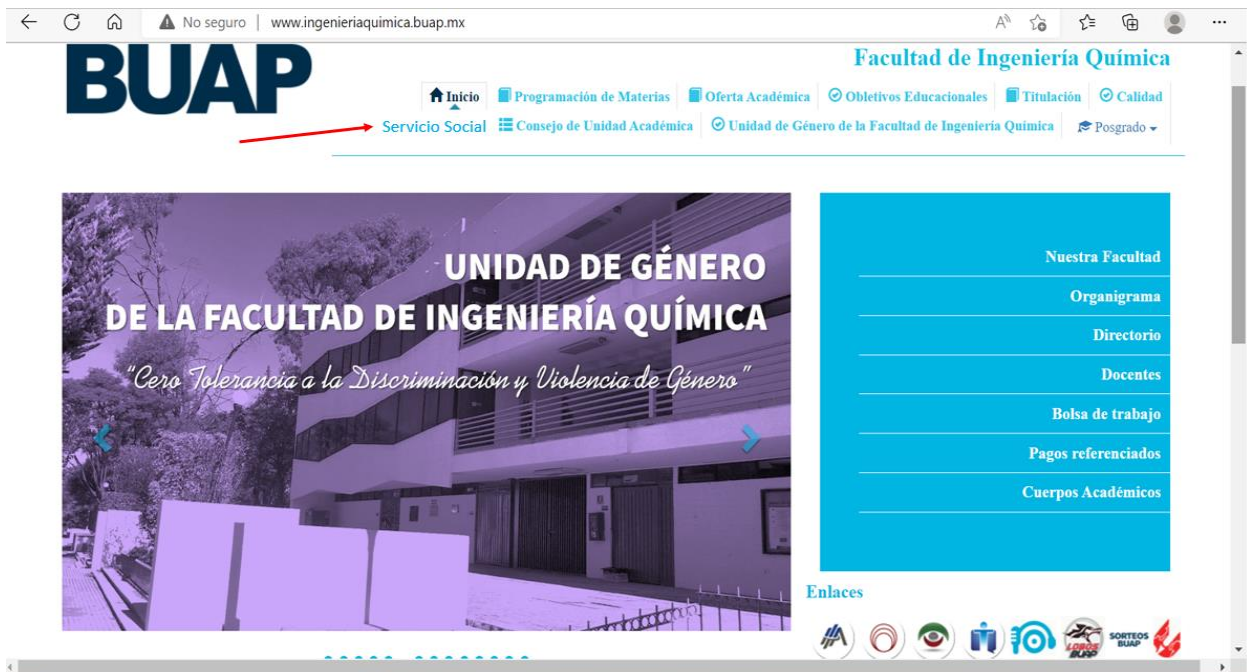 No seguro | www.ingenieriaquimica.buap.mx
BUAP
Facultad de Ingeniería Química
Inicio Programación de Materias Oferta Académica Obletivos Educacionales Titulación Calidad
Servicio Social Consejo de Unidad Académica Unidad de Género de la Facultad de Ingeniería Química Posgrado
UNIDAD DE GÉNERO
DE LA FACULTAD DE INGENIERÍA QUÍMICA
"Cero Tolerancia a la Discriminación y Violencia de Género"
Nuestra Facultad
Organigrama
Directorio
Docentes
Bolsa de trabajo
Pagos referenciados
Cuerpos Académicos
Enlaces
LOBOS
BUAP
SORTEOS
BUAP